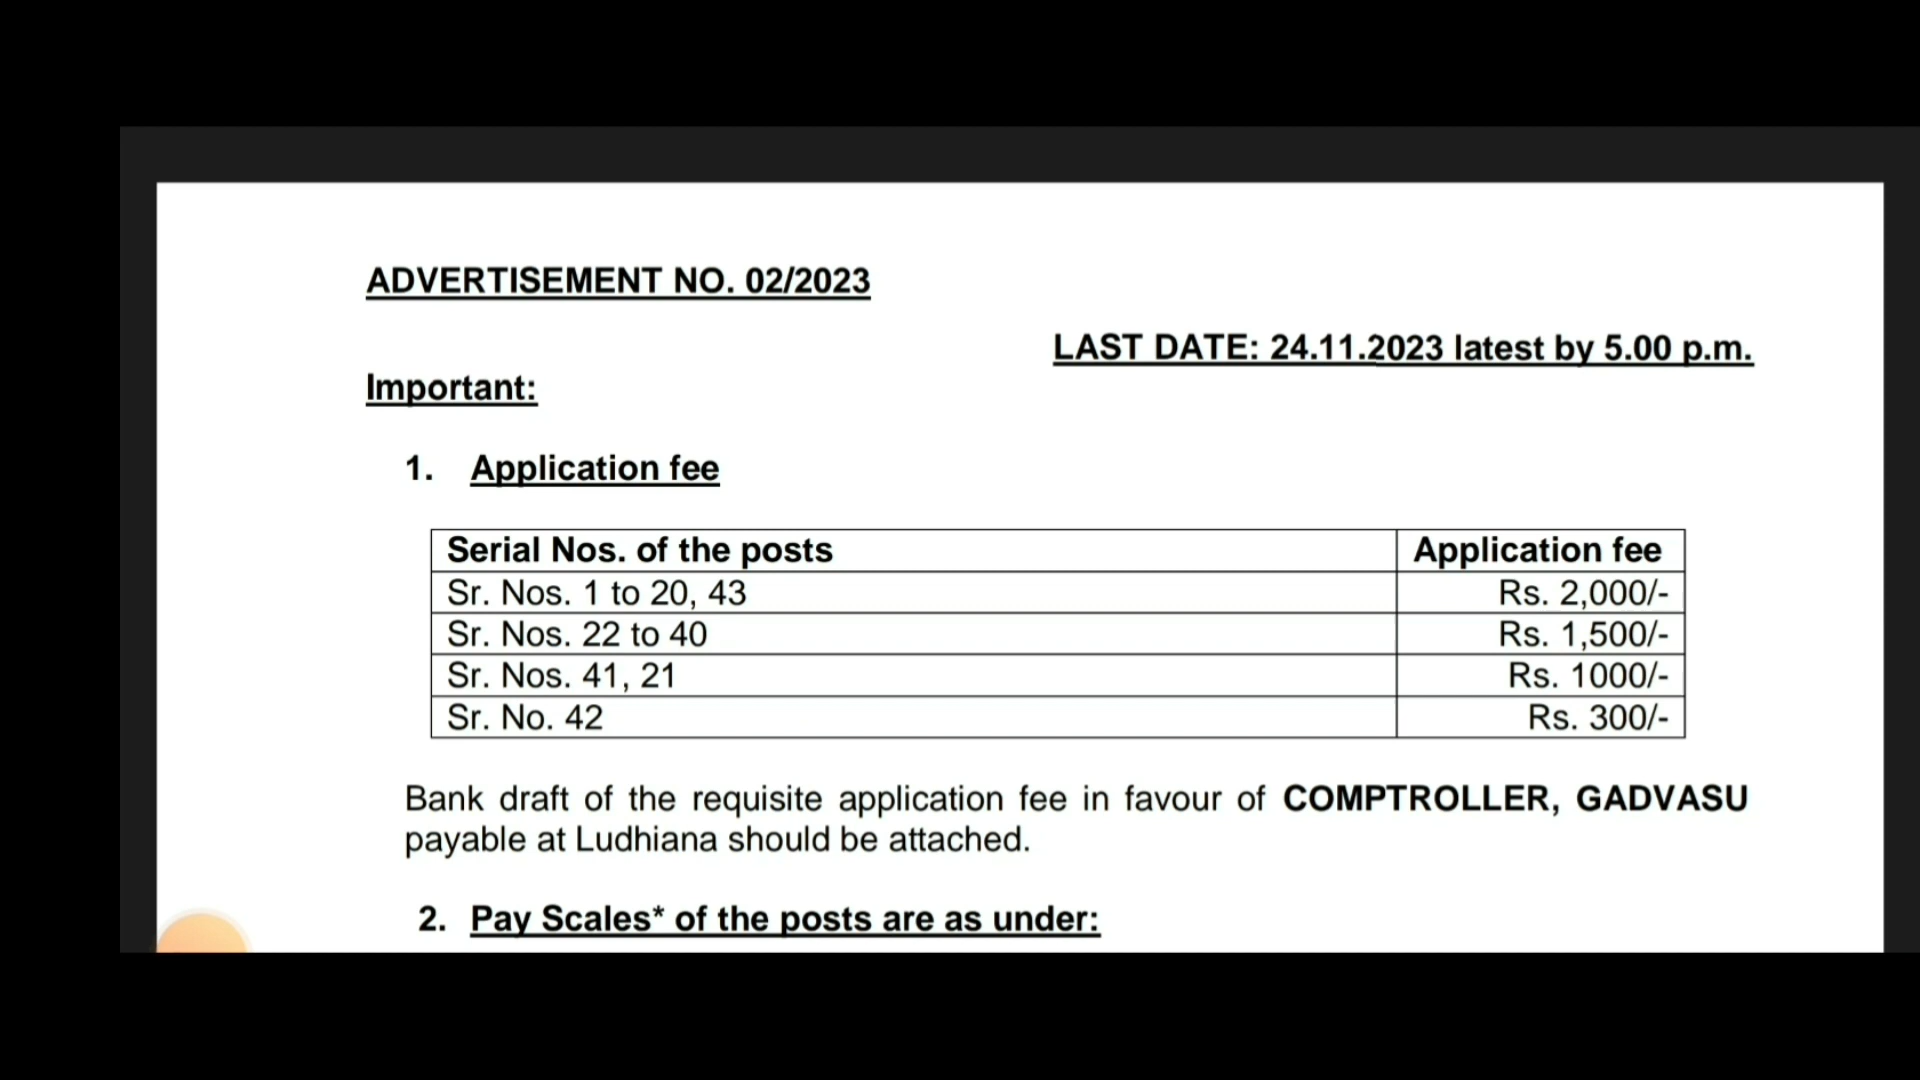 ADVERTISEMENT NO. 02/2023
LAST DATE: 24.11.2023 latest by 5.00 p.m.
Important:
1. Application fee
Serial Nos. of the posts Application fee
Sr. Nos. 1 to 20, 43 Rs. 2,000/-
Sr. Nos. 22 to 40 Rs. 1,500/-
Sr. Nos. 41, 21 Rs. 1000/-
Sr. No. 42 Rs. 300/-
Bank draft of the requisite application fee in favour of COMPTROLLER, GADVASU
payable at Ludhiana should be attached.
2. Pay Scales* of the posts are as under: